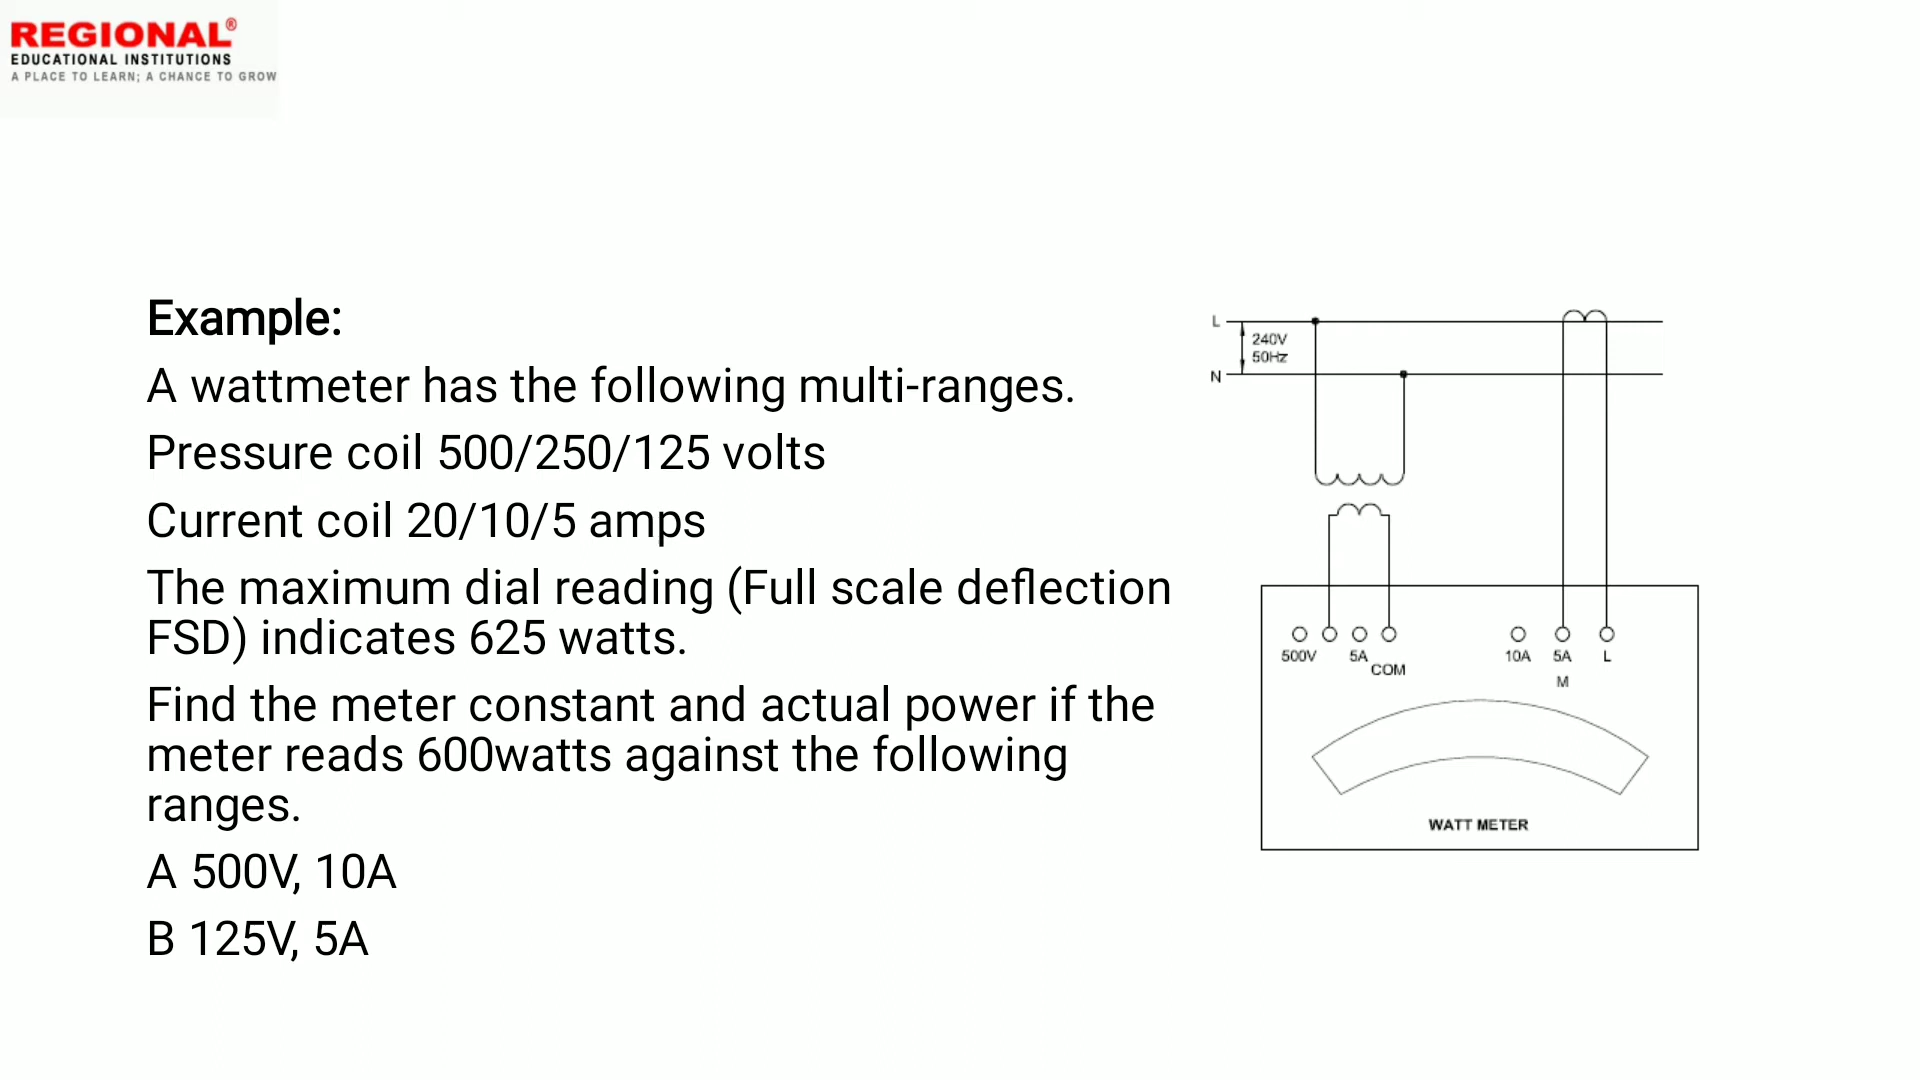 REGIONAL®
EDUCATIONAL INSTITUTIONS
A PLACE TO LEARN; A CHANCE TO GROW
Example:
A wattmeter has the following multi-ranges.
Pressure coil 500/250/125 volts
Current coil 20/10/5 amps
The maximum dial reading (Full scale deflection
FSD) indicates 625 watts.
Find the meter constant and actual power if the
meter reads 600watts against the following
ranges.
A 500V, 10A
B 125V, 5A
L
240V
50Hz
N
500V 5A COM 10A 5A L
M
WATT METER